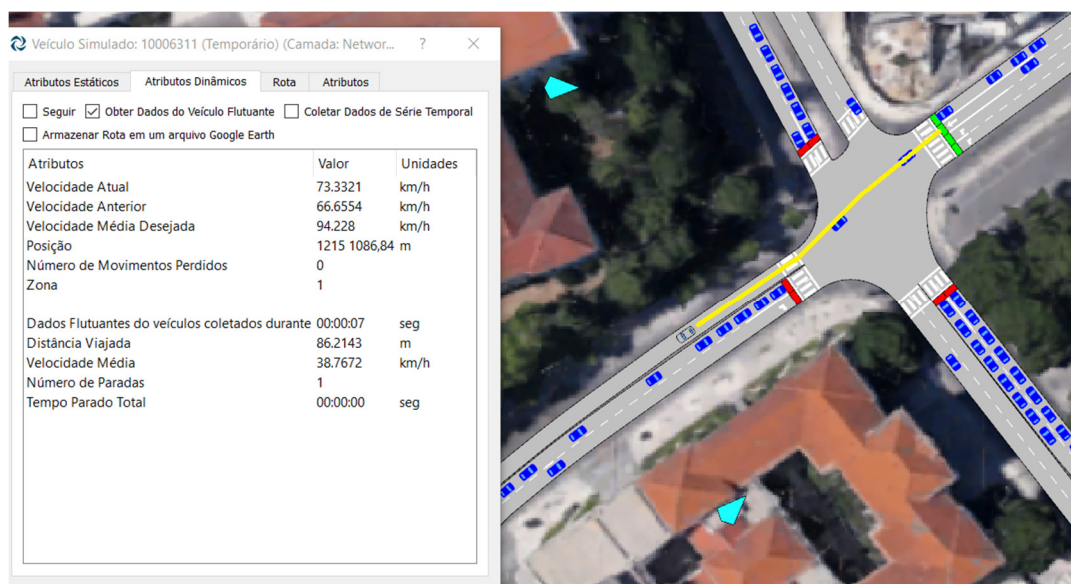 Veículo Simulado: 10006311 (Temporário) (Camada: Networ... ? ×
Atributos Estáticos Atributos Dinâmicos Rota Atributos
Seguir Obter Dados do Veículo Flutuante Coletar Dados de Série Temporal
Armazenar Rota em um arquivo Google Earth
Atributos Valor Unidades
Velocidade Atual 73.3321 km/h
Velocidade Anterior 66.6554 km/h
Velocidade Média Desejada 94.228 km/h
Posição 1215 1086,84 m
Número de Movimentos Perdidos 0
Zona 1
Dados Flutuantes do veículos coletados durante 00:00:07 seg
Distância Viajada 86.2143 m
Velocidade Média 38.7672 km/h
Número de Paradas 1
Tempo Parado Total 00:00:00 seg